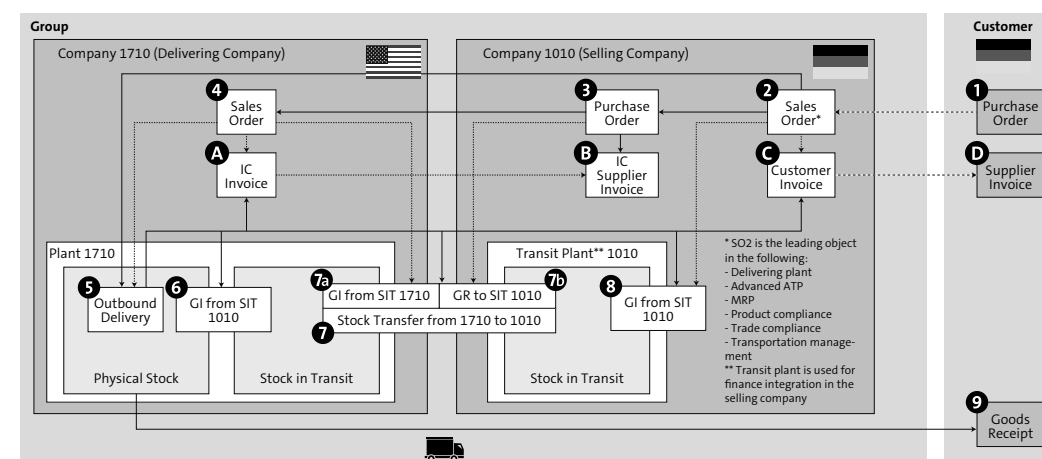 Group
Customer
Company 1710 (Delivering Company)
Company 1010 (Selling Company)
4
Sales
Order
3
Purchase
Order
2
Sales
Order*
1
Purchase
Order
A
IC
Invoice
B
IC
Supplier
Invoice
C
Customer
Invoice
D
Supplier
Invoice
Plant 1710
5
Outbound
Delivery
6
GI from SIT
1010
Physical Stock
Stock in Transit
7a
GI from SIT 1710
7b
GR to SIT 1010
7
Stock Transfer from 1710 to 1010
Transit Plant** 1010
8
GI from SIT
1010
Stock in Transit
* SO2 is the leading object
in the following:
- Delivering plant
- Advanced ATP
- MRP
- Product compliance
- Trade compliance
- Transportation manage-
ment
** Transit plant is used for
finance integration in the
selling company
9
Goods
Receipt